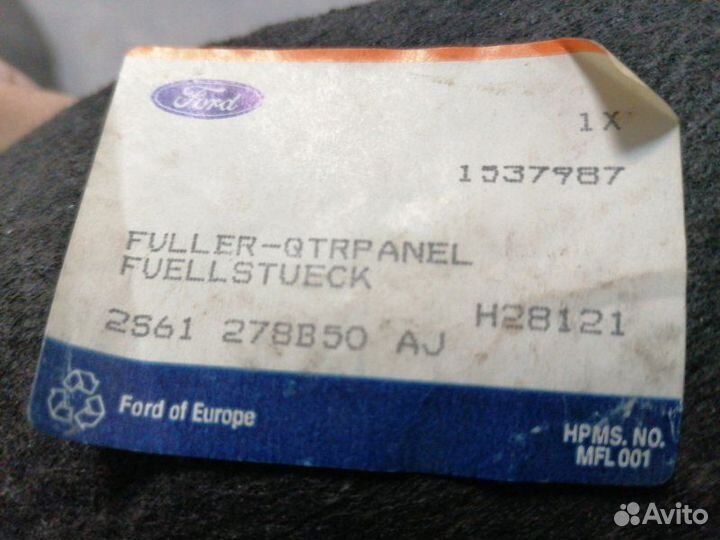 Ford
1X
1537987
FULLER-QTRPANEL
FUELLSTUECK
2S61 278B50 AJ H28121
Ford of Europe
HPMS. NO.
MFL 001
Avito